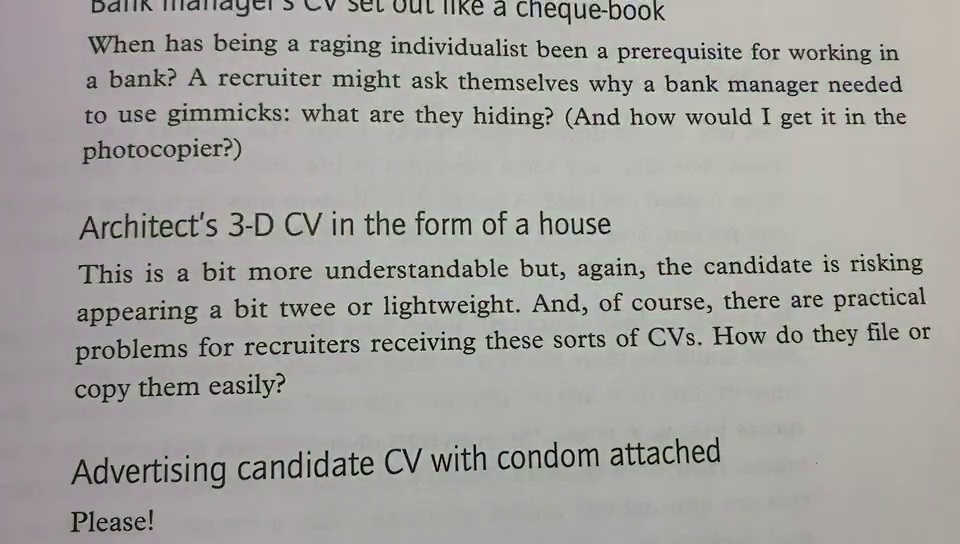 Bank manager's CV set out like a cheque-book
When has being a raging individualist been a prerequisite for working in
a bank? A recruiter might ask themselves why a bank manager needed
to use gimmicks: what are they hiding? (And how would I get it in the
photocopier?)
Architect's 3-D CV in the form of a house
This is a bit more understandable but, again, the candidate is risking
appearing a bit twee or lightweight. And, of course, there are practical
problems for recruiters receiving these sorts of CVs. How do they file or
copy them easily?
Advertising candidate CV with condom attached
Please!